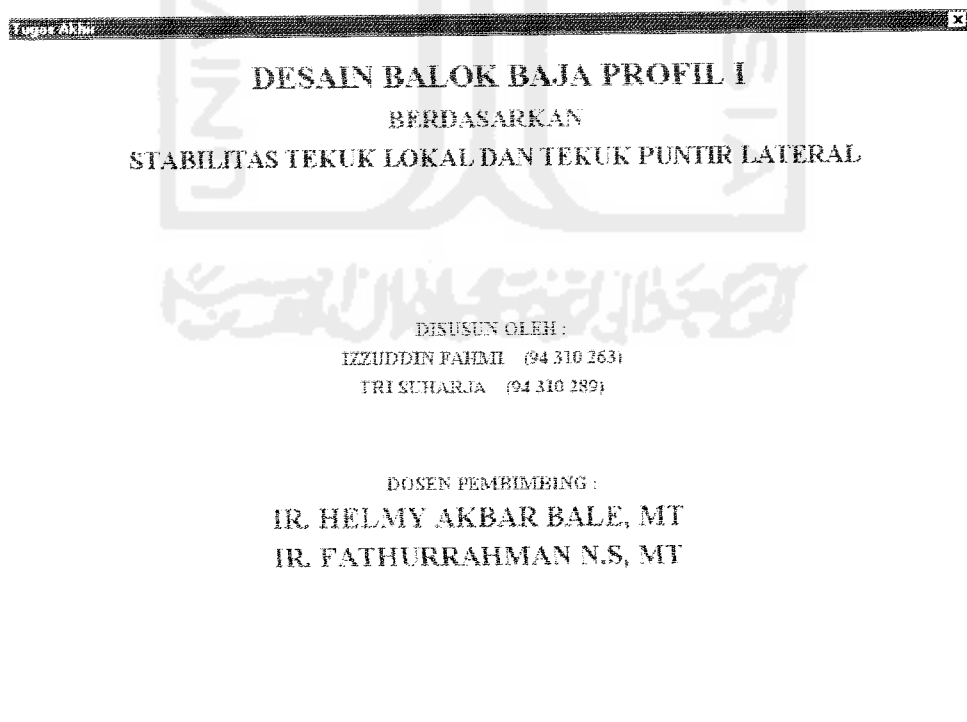 Tugas Akhir
DESAIN BALOK BAJA PROFIL I
BERDASARKAN
STABILITAS TEKUK LOKAL DAN TEKUK PUNTIR LATERAL
DISUSUN OLEH :
IZZUDDIN FAHMI (94 310 263)
TRI SUHARJA (94 310 289)
DOSEN PEMBIMBING :
IR. HELMY AKBAR BALE, MT
IR. FATHURRAHMAN N.S, MT